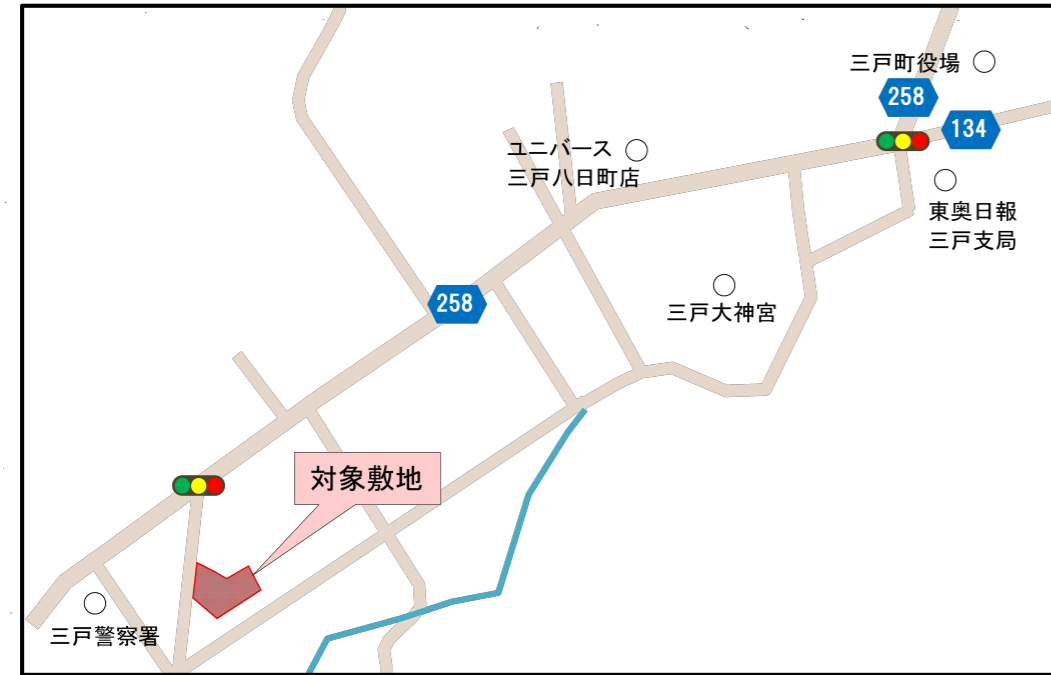 三戸町役場
258
134
ユニバース
三戸八日町店
東奥日報
三戸支局
三戸大神宮
258
対象敷地
三戸警察署